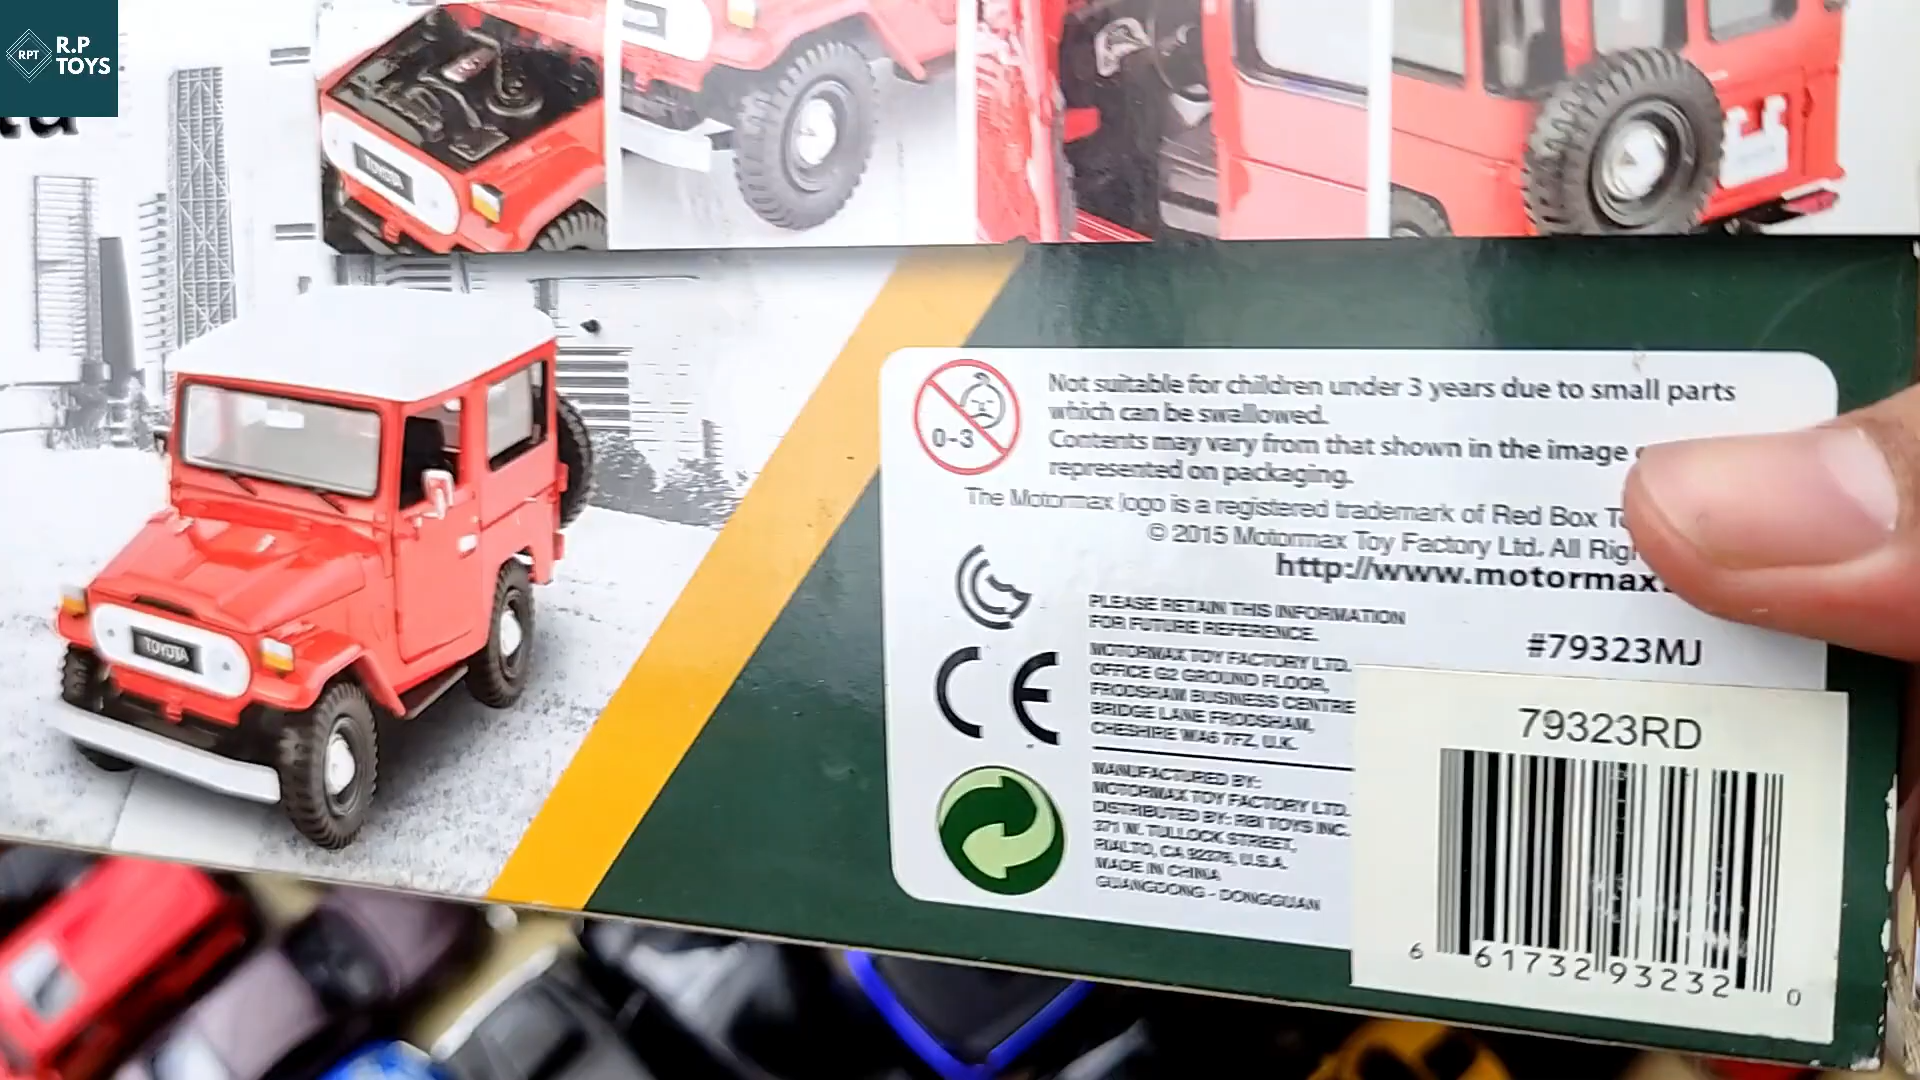 R.P
RPT
TOYS
TOYOTA
TOYOTA
0-3
Not suitable for children under 3 years due to small parts
which can be swallowed.
Contents may vary from that shown in the image
represented on packaging.
The Motormax logo is a registered trademark of Red Box
© 2015 Motormax Toy Factory Ltd. All
http://www.motormax.
PLEASE RETAIN THIS INFORMATION
FOR FUTURE REFERENCE.
#79323MJ
MOTORMAX TOY FACTORY LTD.
OFFICE G2 GROUND FLOOR,
FRODSHAM BUSINESS CENTRE
BRIDGE LANE FRODSHAM,
CHESHIRE WA6 7FZ, U.K.
CE
MANUFACTURED BY:
MOTORMAX TOY FACTORY LTD.
DISTRIBUTED BY: RBI TOYS INC.
371 W. TULLOCK STREET,
RIALTO, CA 92376, U.S.A.
MADE IN CHINA
GUANGDONG - DONGGUAN
79323RD
6 61732 93232 0